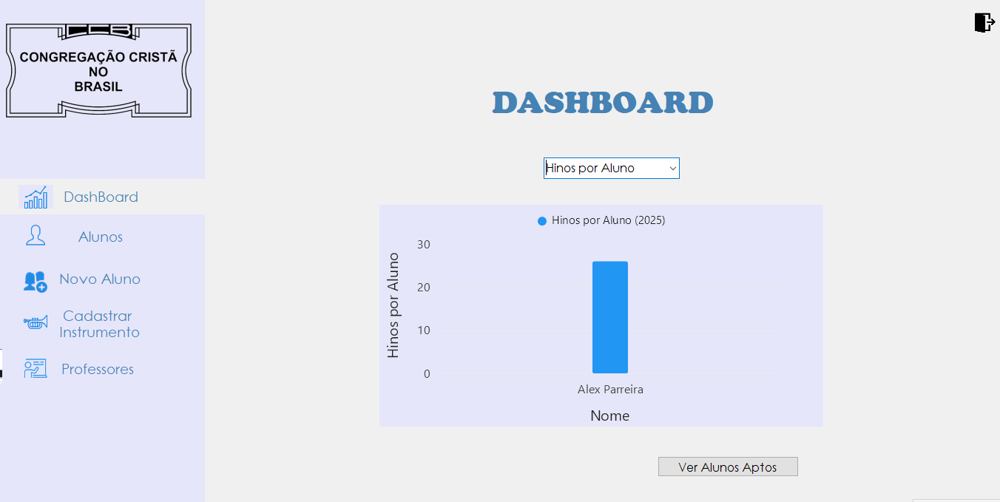 CCB
CONGREGAÇÃO CRISTÃ
NO
BRASIL
DashBoard
Alunos
Novo Aluno
Cadastrar
Instrumento
Professores
DASHBOARD
Hinos por Aluno
Hinos por Aluno (2025)
Hinos por Aluno
30
20
10
0
Alex Parreira
Nome
Ver Alunos Aptos